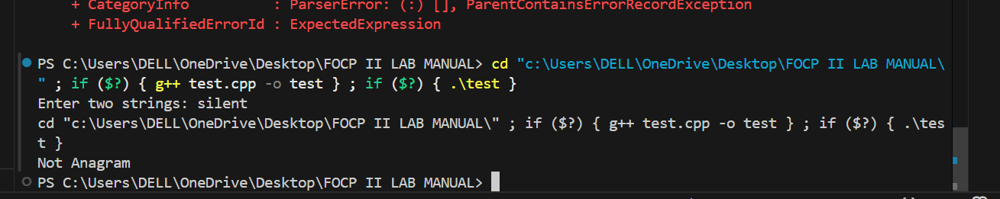 + CategoryInfo          : ParserError: (:) [], ParentContainsErrorRecordException
+ FullyQualifiedErrorId : ExpectedExpression
PS C:\Users\DELL\OneDrive\Desktop\FOCP II LAB MANUAL> cd "c:\Users\DELL\OneDrive\Desktop\FOCP II LAB MANUAL\
" ; if ($?) { g++ test.cpp -o test } ; if ($?) { .\test }
Enter two strings: silent
cd "c:\Users\DELL\OneDrive\Desktop\FOCP II LAB MANUAL\" ; if ($?) { g++ test.cpp -o test } ; if ($?) { .\tes
t }
Not Anagram
PS C:\Users\DELL\OneDrive\Desktop\FOCP II LAB MANUAL>